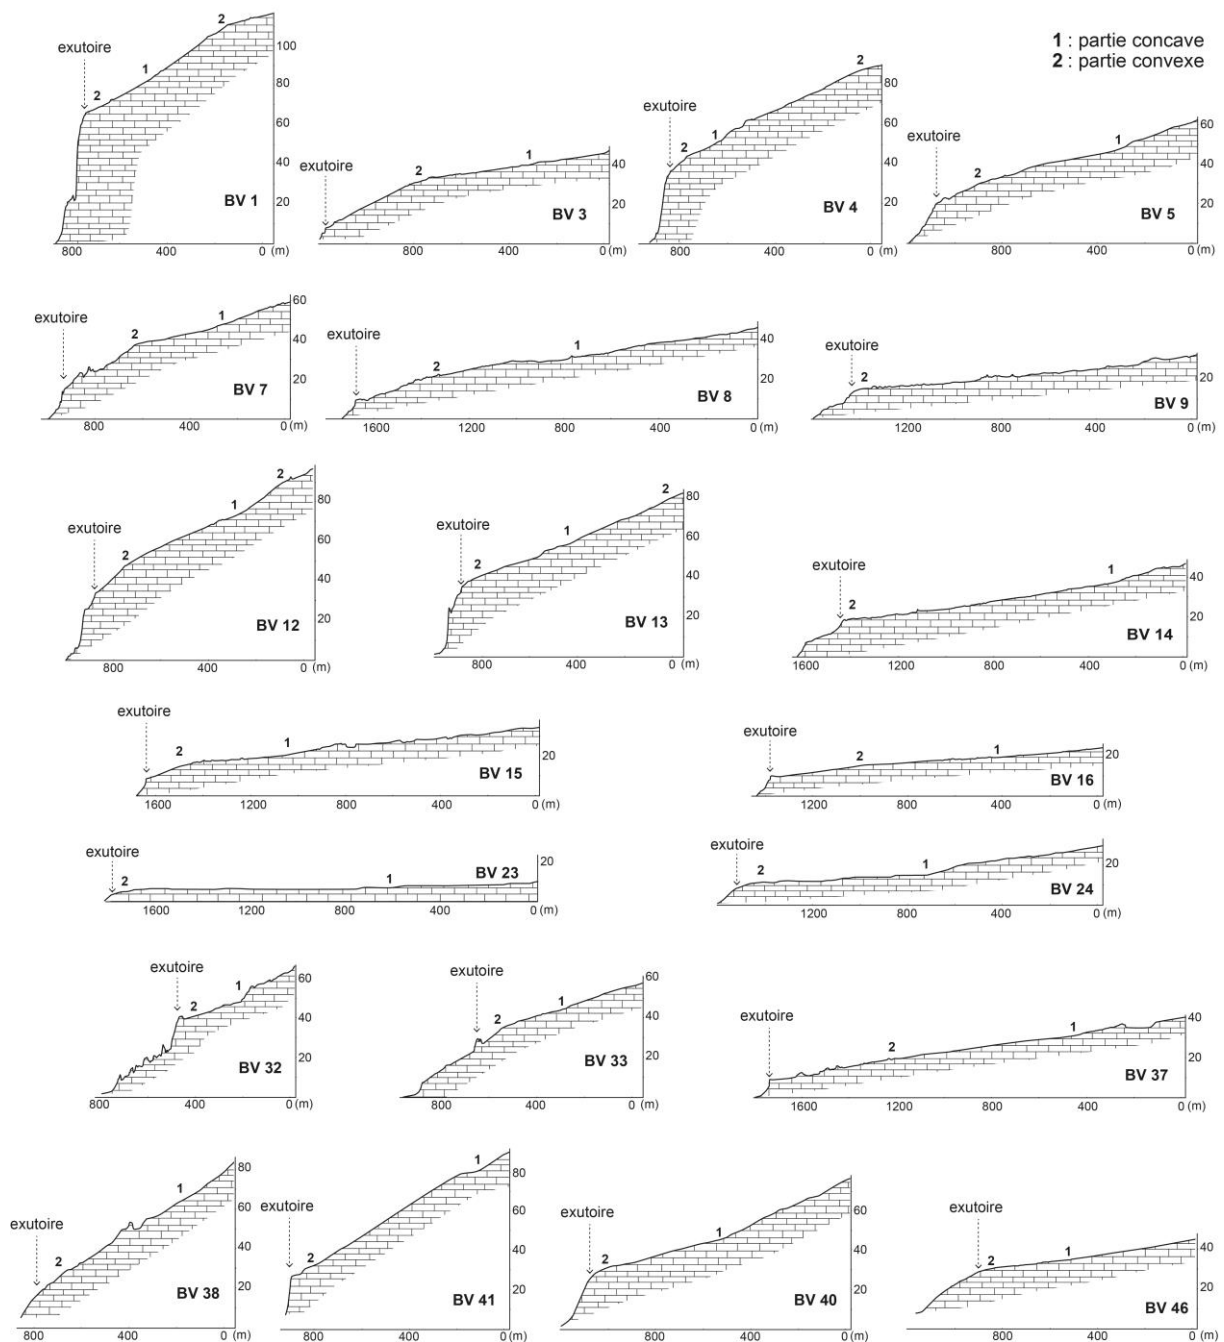 1 : partie concave
2 : partie convexe
exutoire
2
1
2
100
80
60
40
20
BV 1
800
400
0 (m)
exutoire
2
1
40
20
BV 3
800
400
0 (m)
exutoire
2
1
2
80
60
40
20
BV 4
800
400
0 (m)
exutoire
2
1
60
40
20
BV 5
800
400
0 (m)
exutoire
2
1
60
40
20
BV 7
800
400
0 (m)
exutoire
2
1
40
20
BV 8
1600
1200
800
400
0 (m)
exutoire
2
20
BV 9
1200
800
400
0 (m)
exutoire
2
1
2
80
60
40
20
BV 12
800
400
0 (m)
exutoire
2
1
2
80
60
40
20
BV 13
800
400
0 (m)
exutoire
2
1
40
20
BV 14
1600
1200
800
400
0 (m)
exutoire
2
1
20
BV 15
1600
1200
800
400
0 (m)
exutoire
2
1
20
BV 16
1200
800
400
0 (m)
exutoire
2
1
20
BV 23
1600
1200
800
400
0 (m)
exutoire
2
1
20
BV 24
1200
800
400
0 (m)
exutoire
2
1
60
40
20
BV 32
800
400
0 (m)
exutoire
2
1
60
40
20
BV 33
800
400
0 (m)
exutoire
2
1
40
20
BV 37
1600
1200
800
400
0 (m)
exutoire
2
1
80
60
40
20
BV 38
800
400
0 (m)
exutoire
2
1
80
60
40
20
BV 41
800
400
0 (m)
exutoire
2
1
60
40
20
BV 40
800
400
0 (m)
exutoire
2
1
40
20
BV 46
800
400
0 (m)